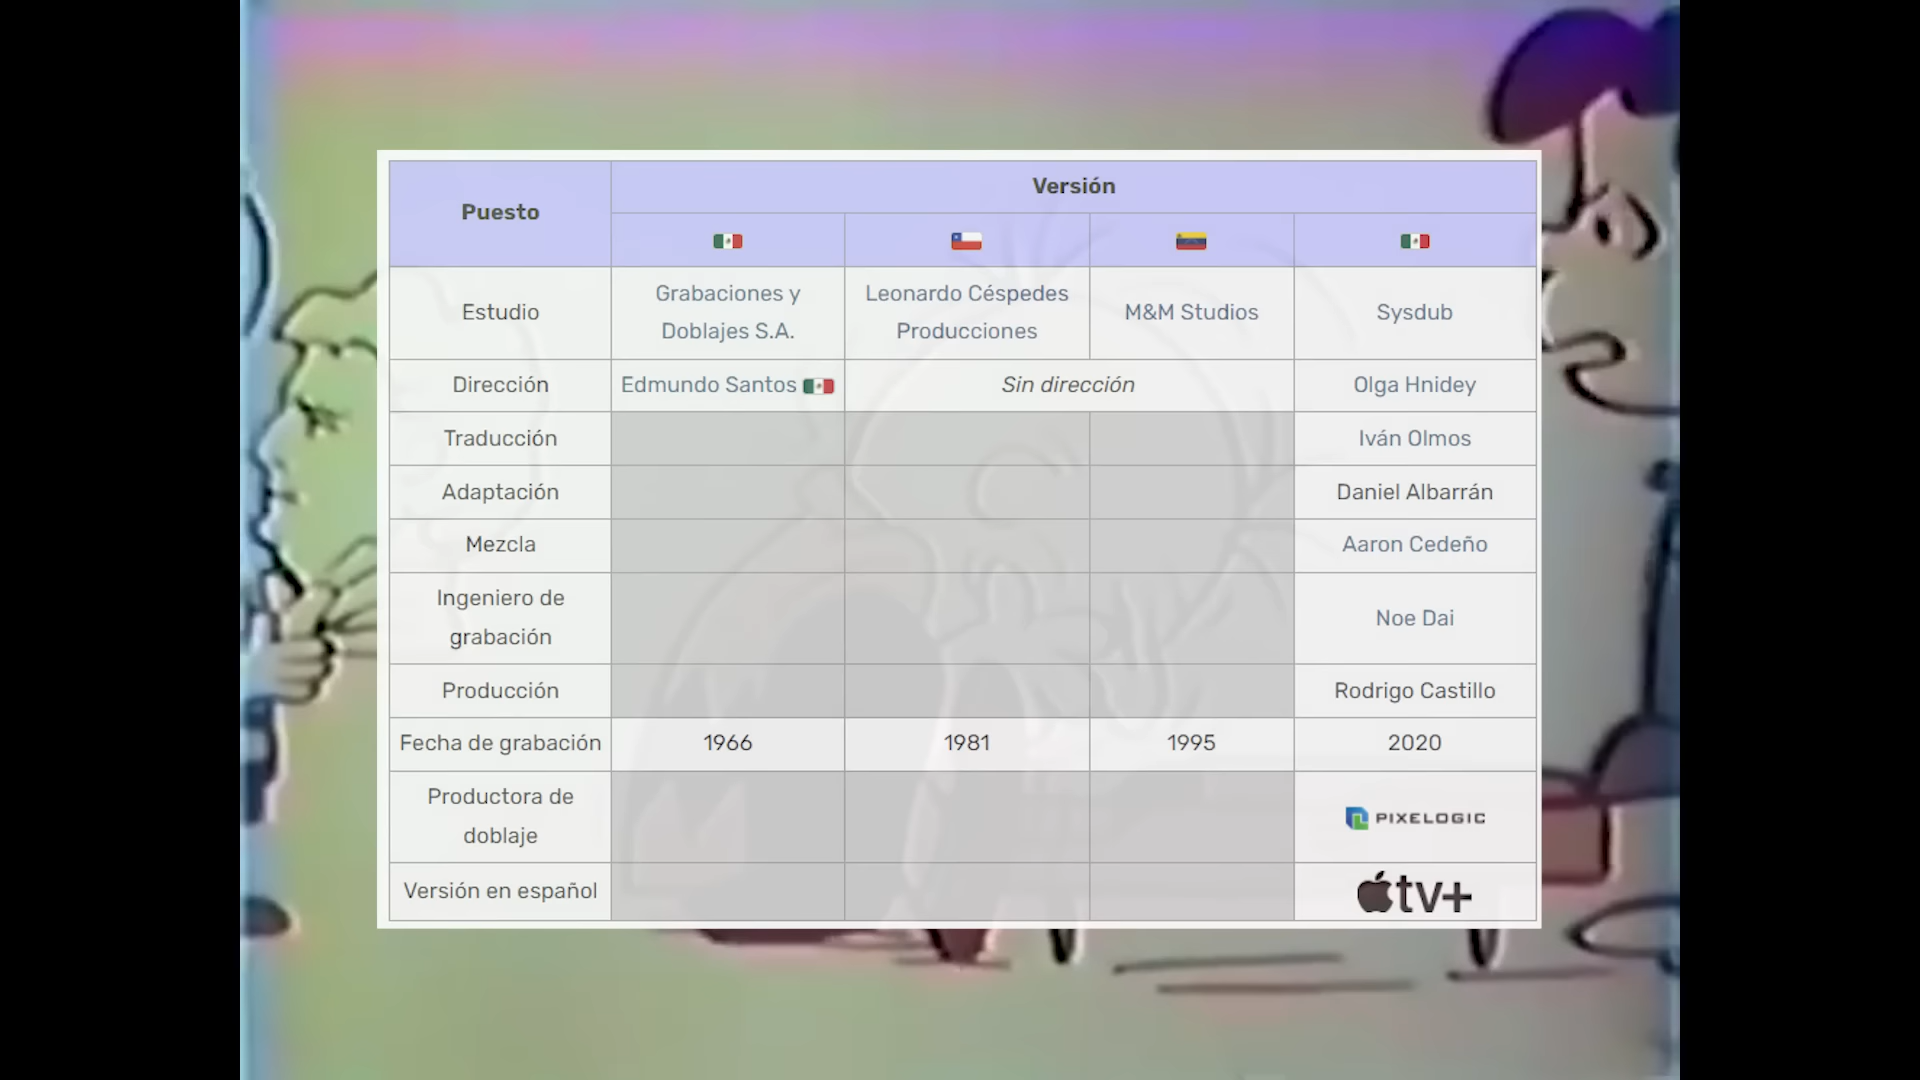 Puesto
Versión
Estudio
Grabaciones y
Doblajes S.A.
Leonardo Céspedes
Producciones
M&M Studios
Sysdub
Dirección
Edmundo Santos
Sin dirección
Olga Hnidey
Traducción
Iván Olmos
Adaptación
Daniel Albarrán
Mezcla
Aaron Cedeño
Ingeniero de
grabación
Noe Dai
Producción
Rodrigo Castillo
Fecha de grabación
1966
1981
1995
2020
Productora de
doblaje
PIXELOGIC
Versión en español
tv+